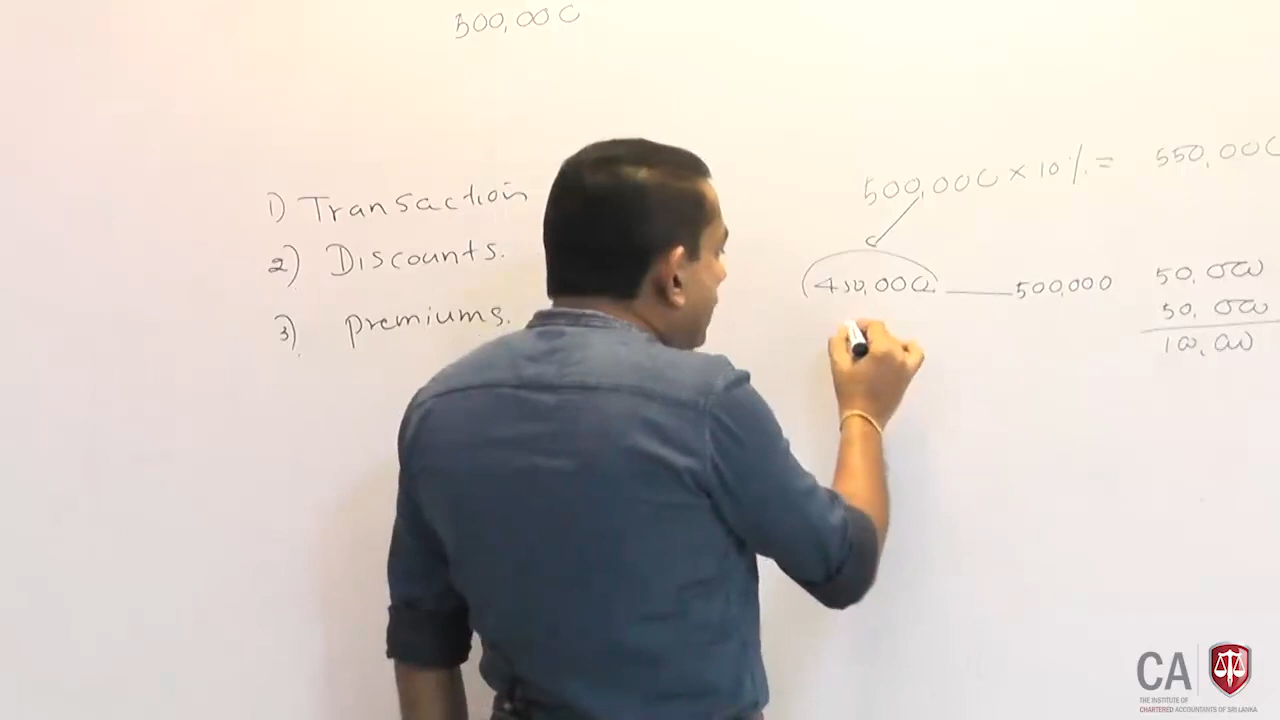 500,000
1) Transaction
2) Discounts.
3) premiums.
500,000 × 10% = 550,000
450,000 — 500,000
50,000
50,000
100,000
CA
THE INSTITUTE OF
CHARTERED ACCOUNTANTS OF SRI LANKA